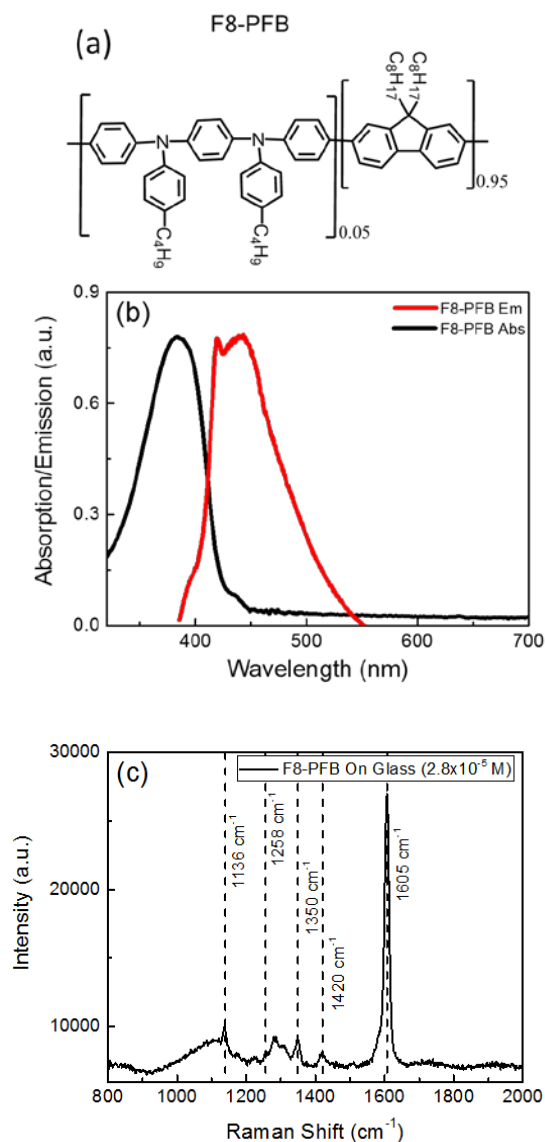 (a)
F8-PFB
C8H17
C8H17
N
N
0.95
0.05
C4H9
C4H9
(b)
F8-PFB Em
F8-PFB Abs
0.9
0.6
0.3
0.0
Absorption/Emission (a.u.)
400
500
600
700
Wavelength (nm)
(c)
F8-PFB On Glass (2.8x10⁻⁵ M)
30000
20000
10000
Intensity (a.u.)
1136 cm⁻¹
1258 cm⁻¹
1350 cm⁻¹
1420 cm⁻¹
1605 cm⁻¹
800
1000
1200
1400
1600
1800
2000
Raman Shift (cm⁻¹)